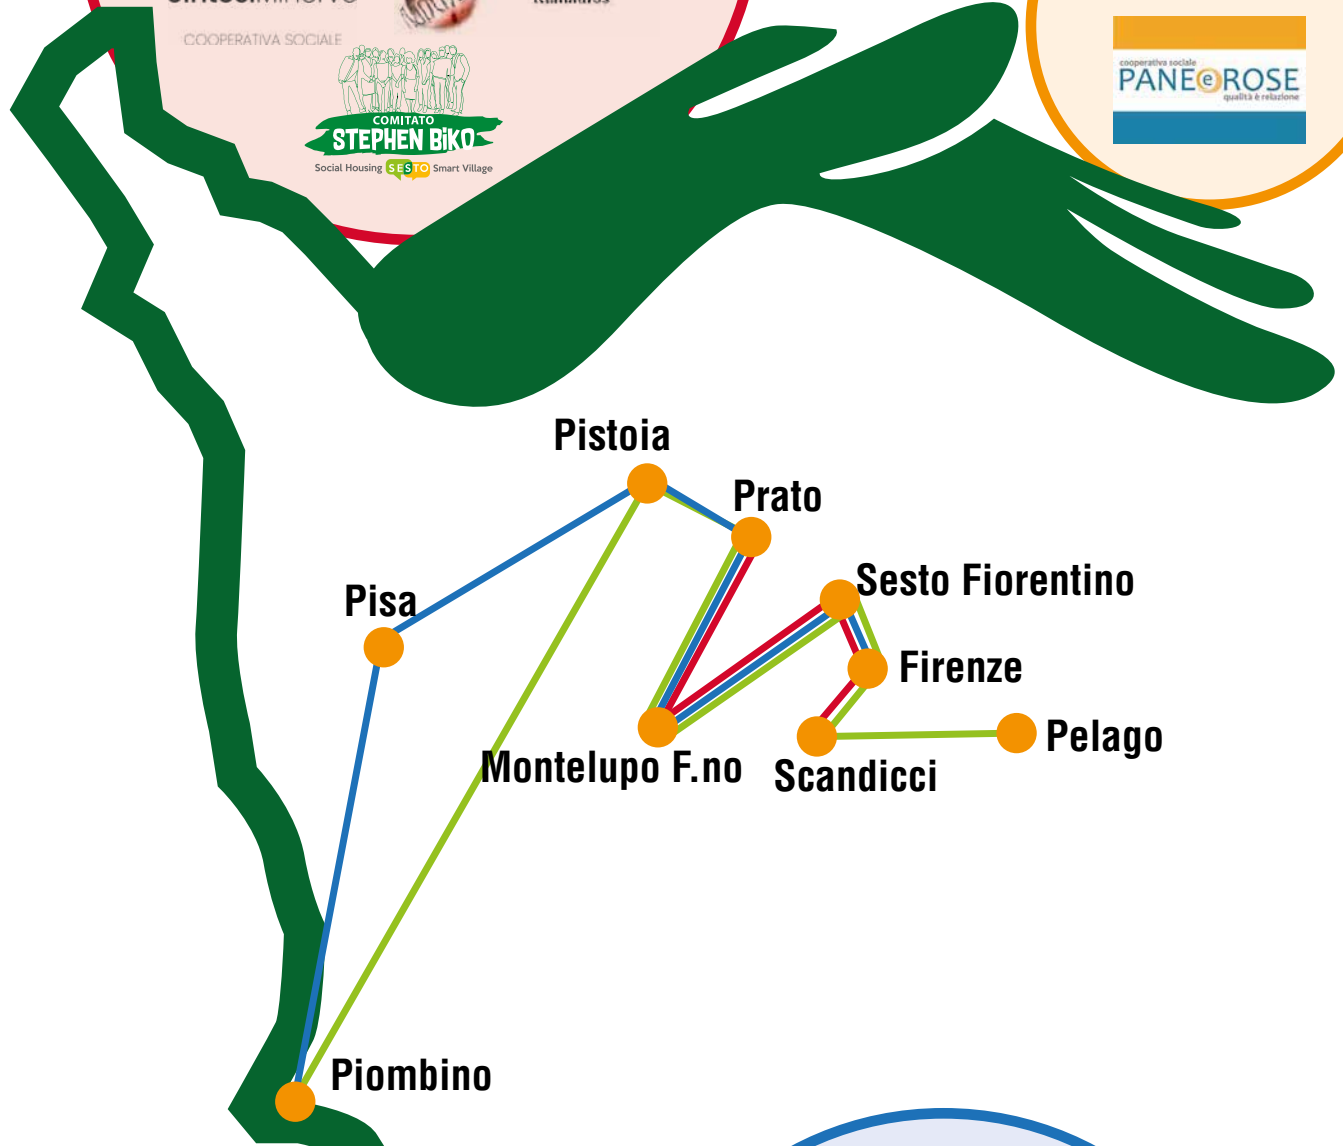 COOPERATIVA SOCIALE
COMITATO
STEPHEN BIKO
Social Housing SESTO Smart Village
cooperativa sociale
PANE e ROSE
qualità è relazione
Pistoia
Prato
Sesto Fiorentino
Pisa
Firenze
Pelago
Montelupo F.no
Scandicci
Piombino